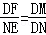 DF/NE = DM/DN